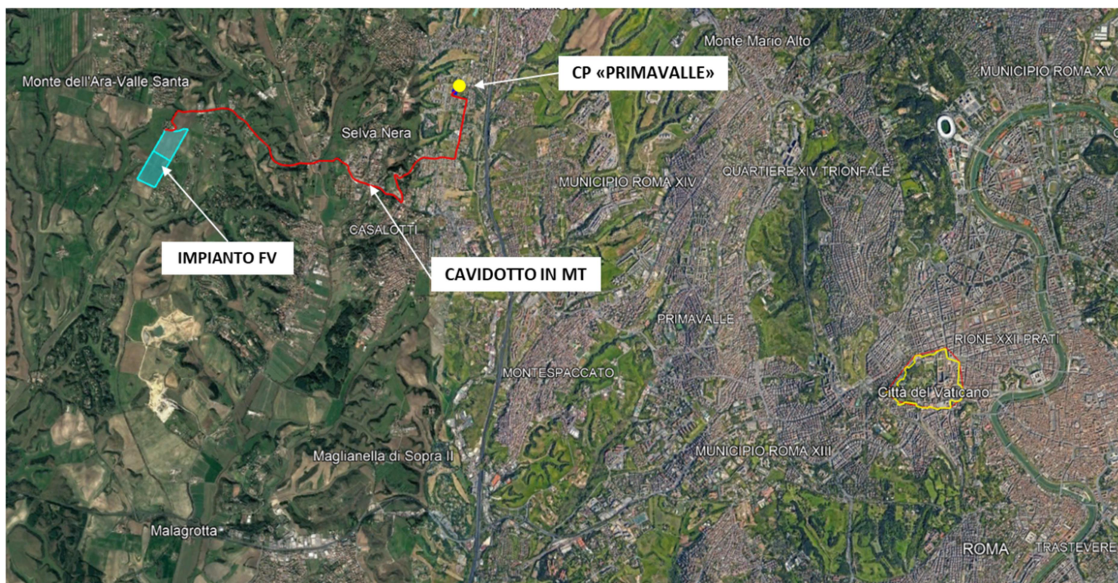 Monte Mario Alto
CP «PRIMAVALLE»
MUNICIPIO ROMA XV
Monte dell'Ara-Valle Santa
Selva Nera
MUNICIPIO ROMA XIV
QUARTIERE XIV TRIONFALE
CASALOTTI
IMPIANTO FV
CAVIDOTTO IN MT
PRIMAVALLE
RIONE XXII PRATI
MONTESPACCATO
Città del Vaticano
Maglianella di Sopra II
MUNICIPIO ROMA XIII
Malagrotta
ROMA
TRASTEVERE